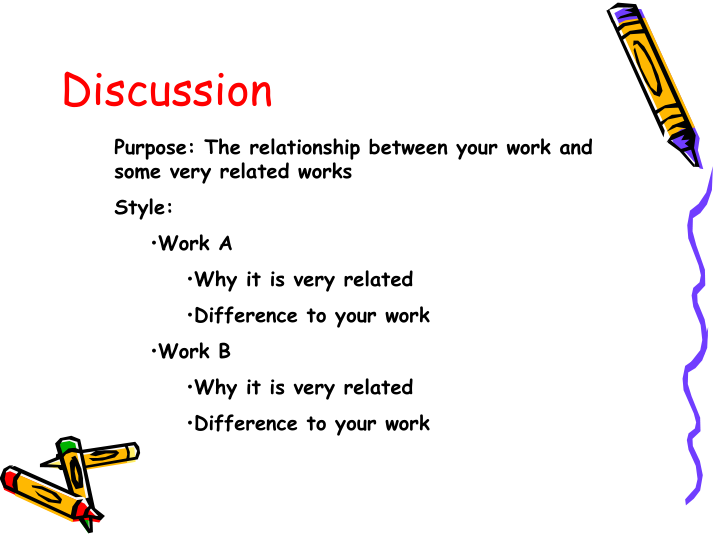 Discussion
Purpose: The relationship between your work and
some very related works
Style:
•Work A
•Why it is very related
•Difference to your work
•Work B
•Why it is very related
•Difference to your work